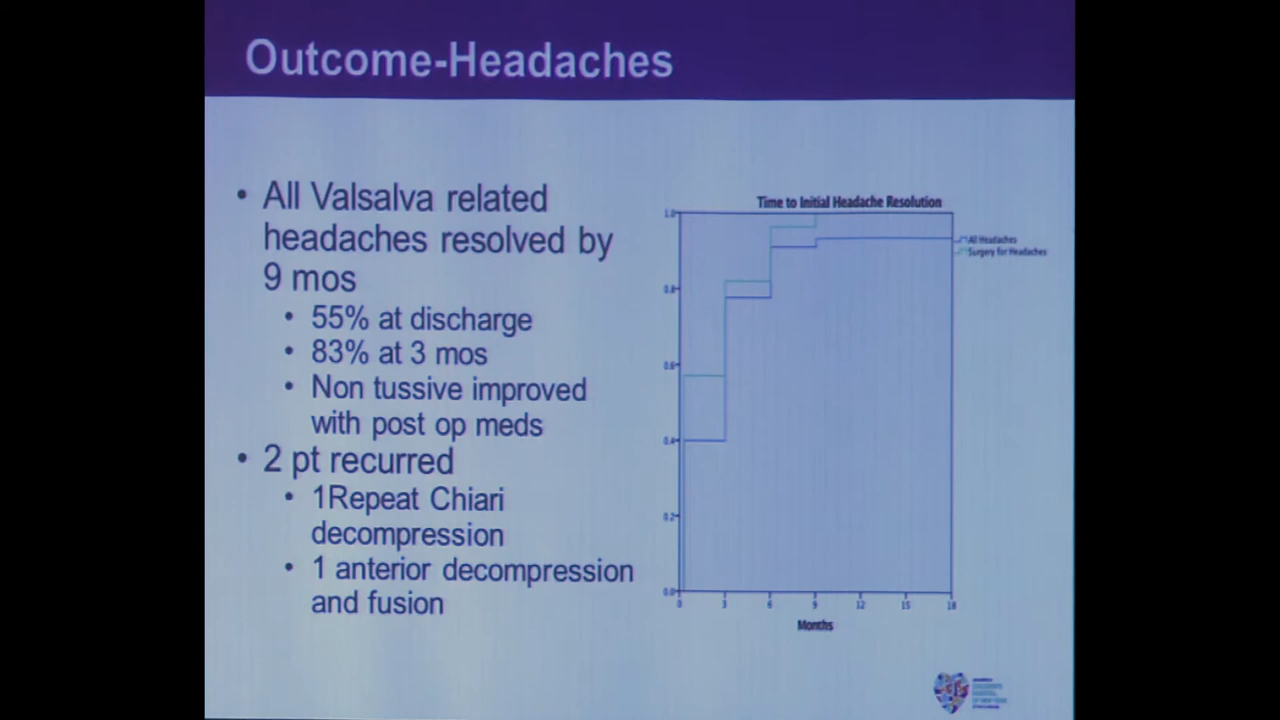 Outcome-Headaches
• All Valsalva related
headaches resolved by
9 mos
• 55% at discharge
• 83% at 3 mos
• Non tussive improved
with post op meds
• 2 pt recurred
• 1Repeat Chiari
decompression
• 1 anterior decompression
and fusion
Time to Initial Headache Resolution
1.0
0.8
0.6
0.4
0.2
0.0
0 3 6 9 12 15 18
Months
All Headaches
Surgery for Headaches